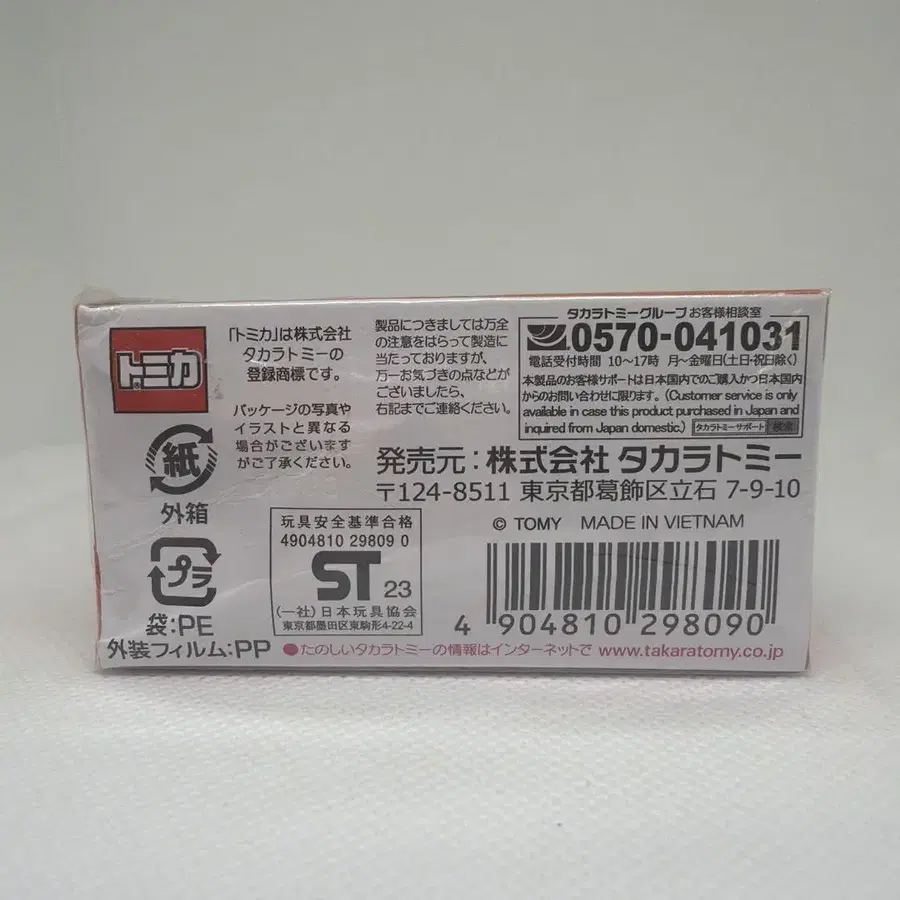 トミカ
「トミカ」は株式会社
タカラトミーの
登録商標です。
パッケージの写真や
イラストと異なる
場合がございます
がご了承ください。
製品につきましては万全
の注意をはらって製造に
当たっておりますが、
万一お気づきの点などが
ございましたら、
右記までご連絡ください。
タカラトミーグループ お客様相談室
0570-041031
電話受付時間 10〜17時 月〜金曜日(土日・祝日除く)
本製品のお客様サポートは日本国内でのご購入かつ日本国内
からのお問い合わせに限ります。(Customer service is only
available in case this product purchased in Japan and
inquired from Japan domestic.) タカラトミーサポート 検索
発売元：株式会社 タカラトミー
〒124-8511 東京都葛飾区立石 7-9-10
© TOMY MADE IN VIETNAM
紙
外箱
プラ
袋:PE
外装フィルム:PP
玩具安全基準合格
4904810 29809 0
ST 23
(一社)日本玩具協会
東京都墨田区東駒形4-22-4
4 904810 298090
●たのしいタカラトミーの情報はインターネットで www.takaratomy.co.jp